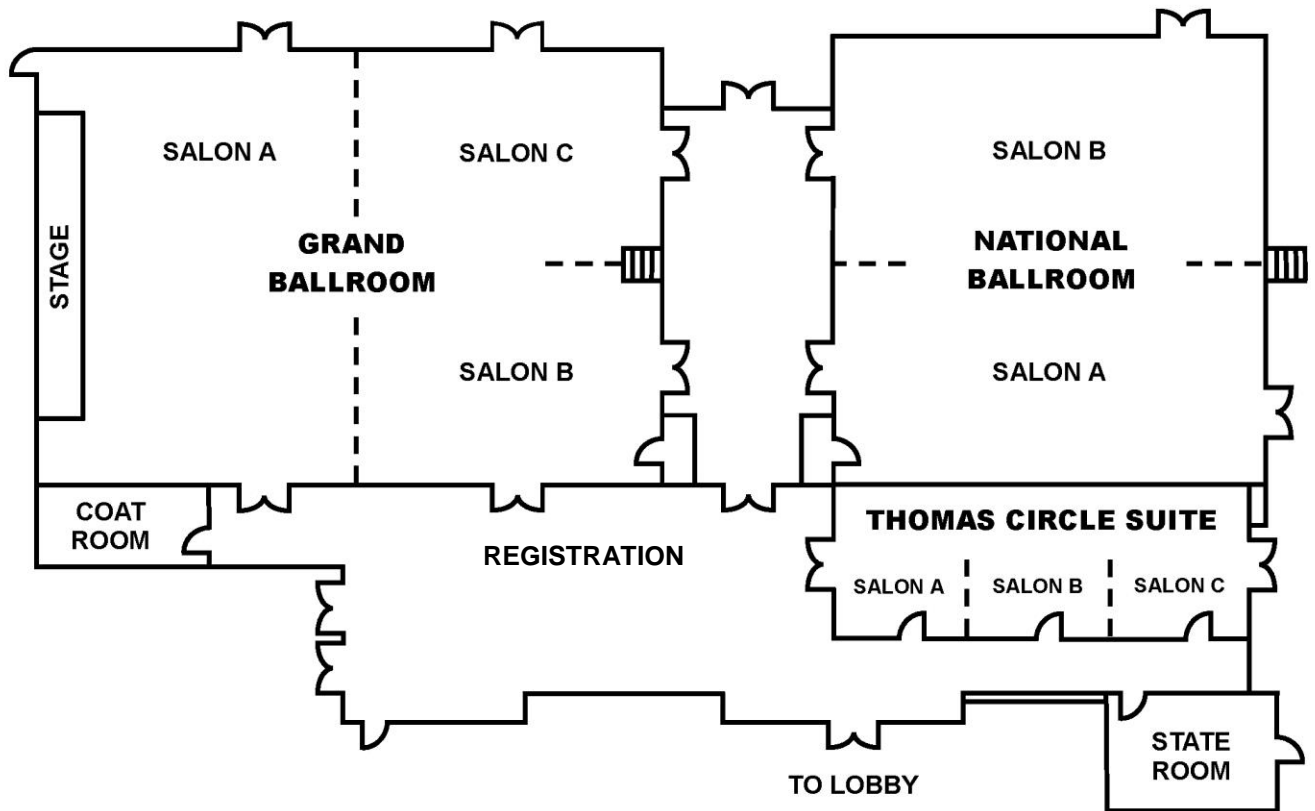 SALON A
SALON C
SALON B
STAGE
GRAND
BALLROOM
NATIONAL
BALLROOM
SALON B
SALON A
COAT
ROOM
REGISTRATION
THOMAS CIRCLE SUITE
SALON A
SALON B
SALON C
STATE
ROOM
TO LOBBY